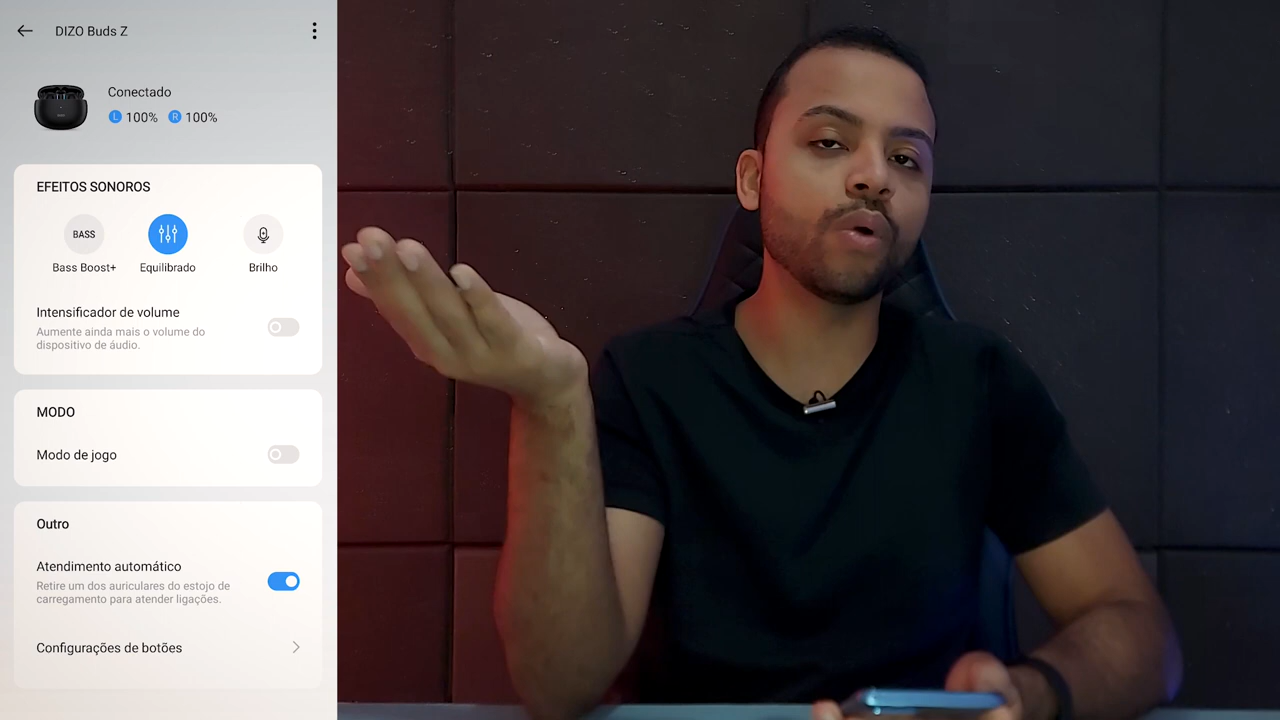 DIZO Buds Z
Conectado
L 100% R 100%
EFEITOS SONOROS
BASS
Bass Boost+ Equilibrado Brilho
Intensificador de volume
Aumente ainda mais o volume do
dispositivo de áudio.
MODO
Modo de jogo
Outro
Atendimento automático
Retire um dos auriculares do estojo de
carregamento para atender ligações.
Configurações de botões